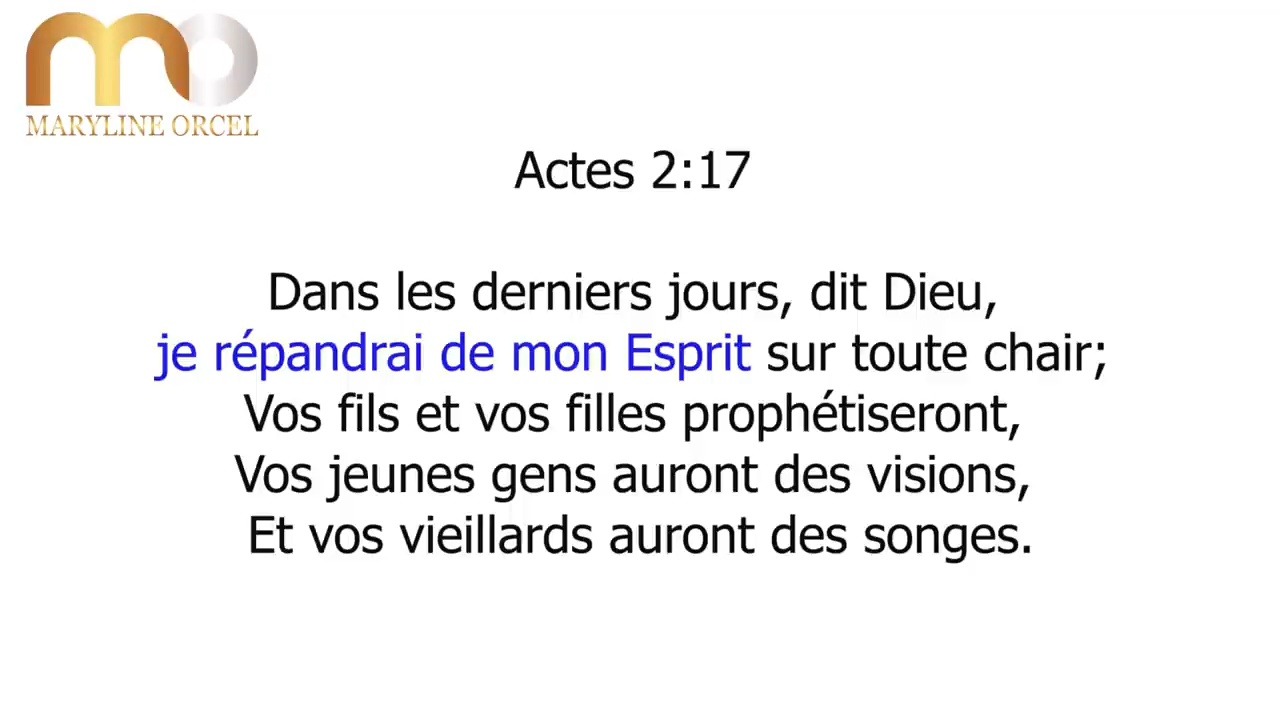 mo
MARYLINE ORCEL
Actes 2:17
Dans les derniers jours, dit Dieu,
je répandrai de mon Esprit sur toute chair;
Vos fils et vos filles prophétiseront,
Vos jeunes gens auront des visions,
Et vos vieillards auront des songes.